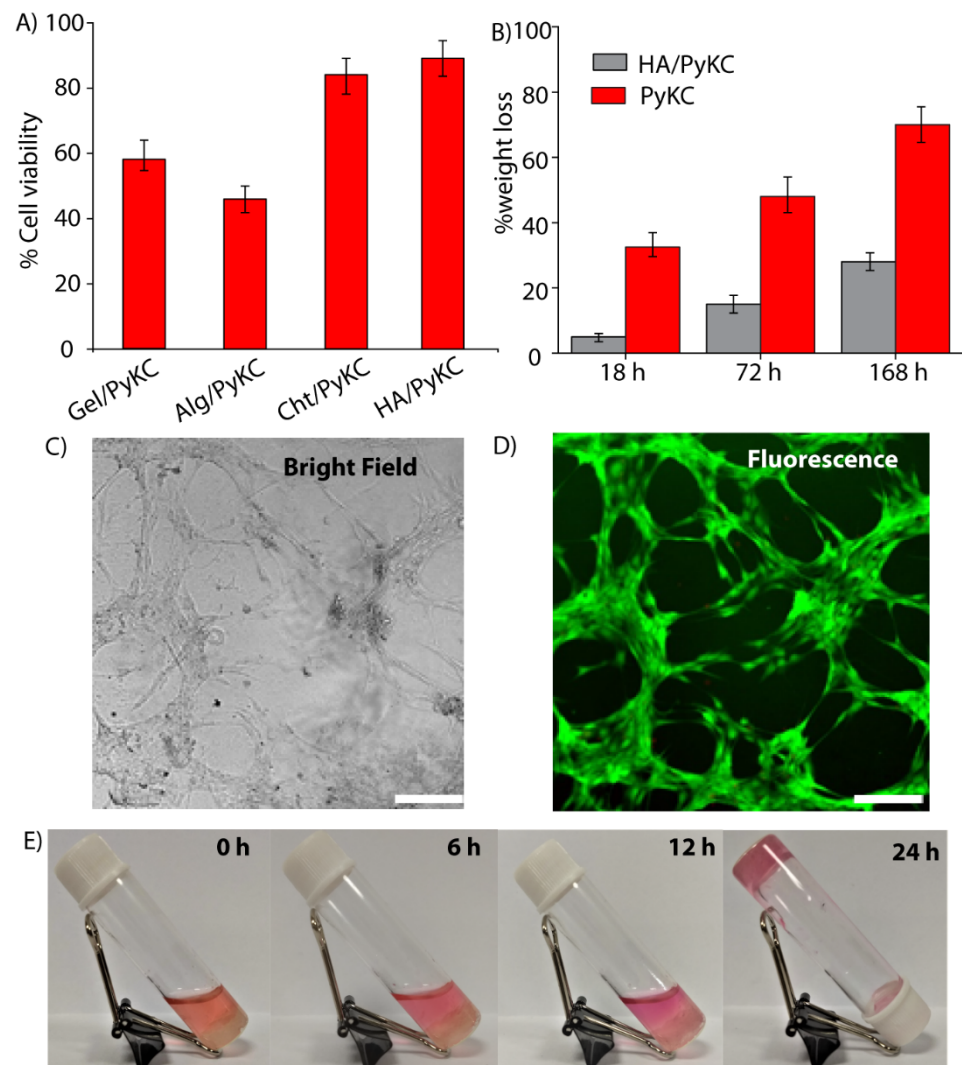 A)
100
80
60
40
20
0
% Cell viability
Gel/PyKC
Alg/PyKC
Cht/PyKC
HA/PyKC
B)
100
80
60
40
20
0
%weight loss
HA/PyKC
PyKC
18 h
72 h
168 h
C)
Bright Field
D)
Fluorescence
E)
0 h
6 h
12 h
24 h